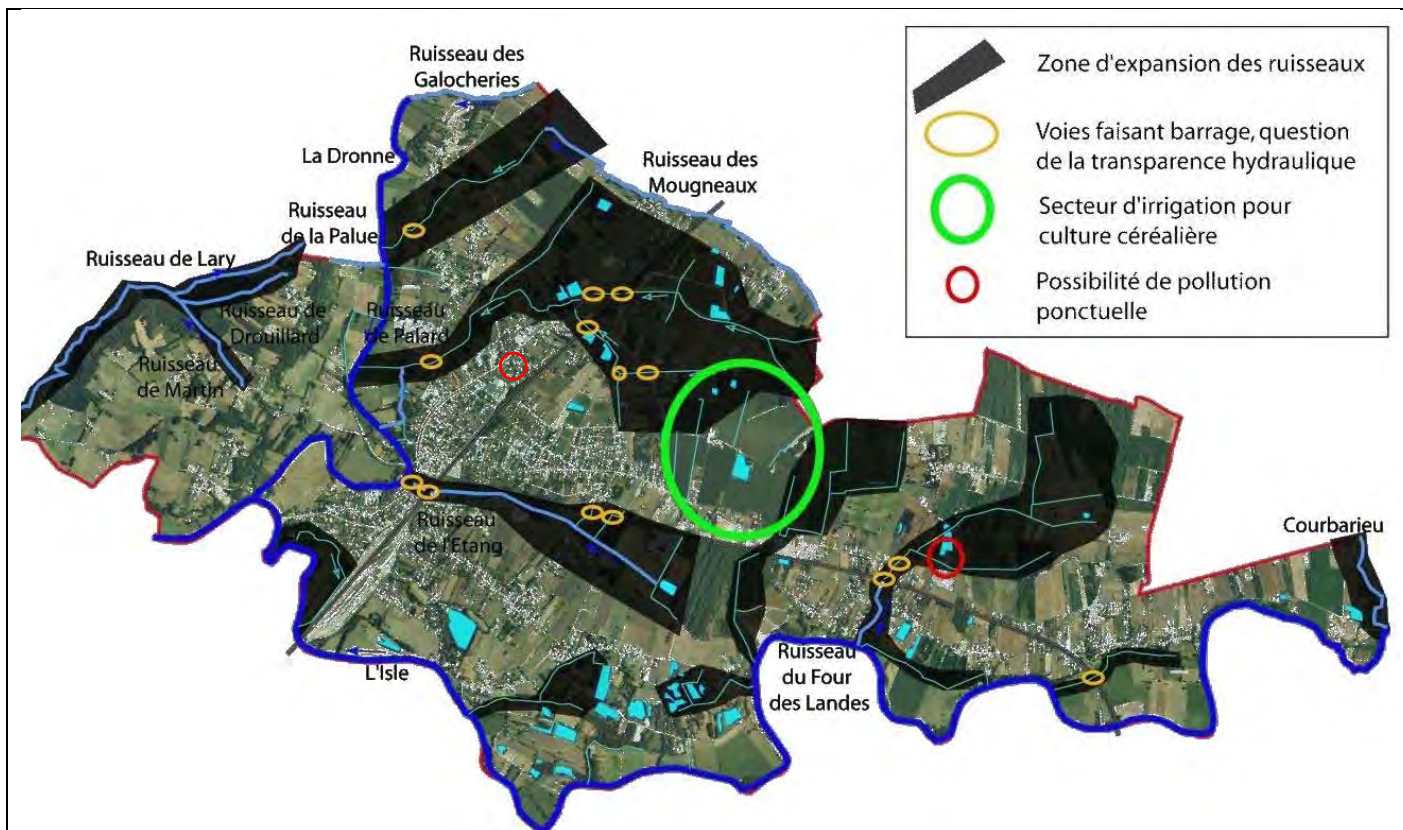 Ruisseau des
Galocheries
La Dronne
Ruisseau des
Mougneaux
Ruisseau
de la Palue
Ruisseau de Lary
Ruisseau de
Drouillard
Ruisseau
de Palard
Ruisseau
de Martin
Ruisseau
de l'Etang
Courbarieu
L'Isle
Ruisseau
du Four
des Landes
Zone d'expansion des ruisseaux
Voies faisant barrage, question
de la transparence hydraulique
Secteur d'irrigation pour
culture céréalière
Possibilité de pollution
ponctuelle